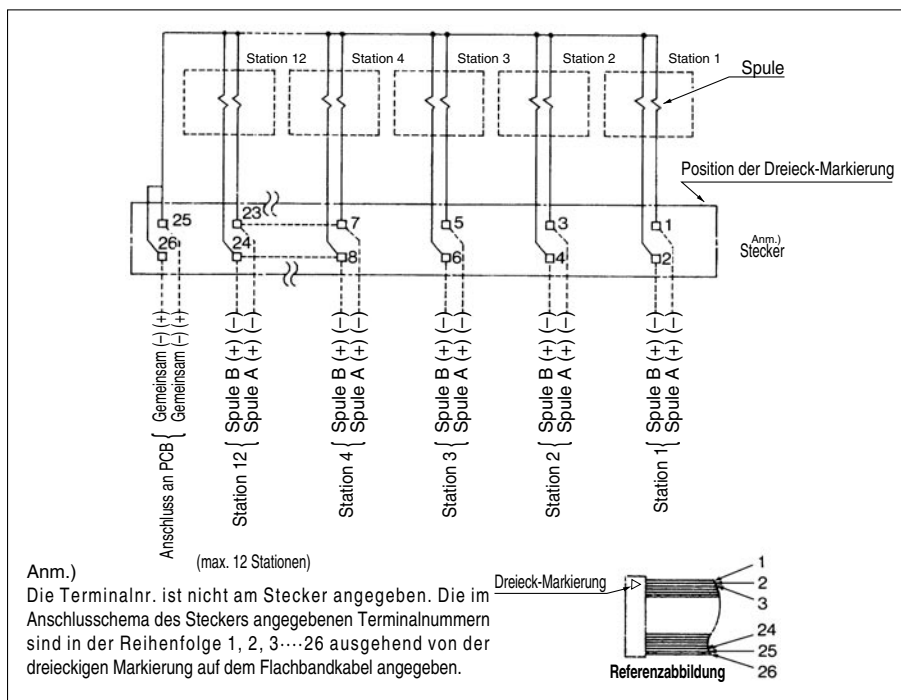 Station 12 Station 4 Station 3 Station 2 Station 1
Spule
Position der Dreieck-Markierung
25 23 7 5 3 1
26 24 8 6 4 2
Anm.)
Stecker
Anschluss an PCB { Gemeinsam (–) (+)
Gemeinsam (–) (+)
Station 12 { Spule B (+) (–)
Spule A (+) (–)
Station 4 { Spule B (+) (–)
Spule A (+) (–)
Station 3 { Spule B (+) (–)
Spule A (+) (–)
Station 2 { Spule B (+) (–)
Spule A (+) (–)
Station 1 { Spule B (+) (–)
Spule A (+) (–)
(max. 12 Stationen)
Anm.)
Die Terminalnr. ist nicht am Stecker angegeben. Die im
Anschlusschema des Steckers angegebenen Terminalnummern
sind in der Reihenfolge 1, 2, 3····26 ausgehend von der
dreieckigen Markierung auf dem Flachbandkabel angegeben.
Dreieck-Markierung
1
2
3
24
25
26
Referenzabbildung